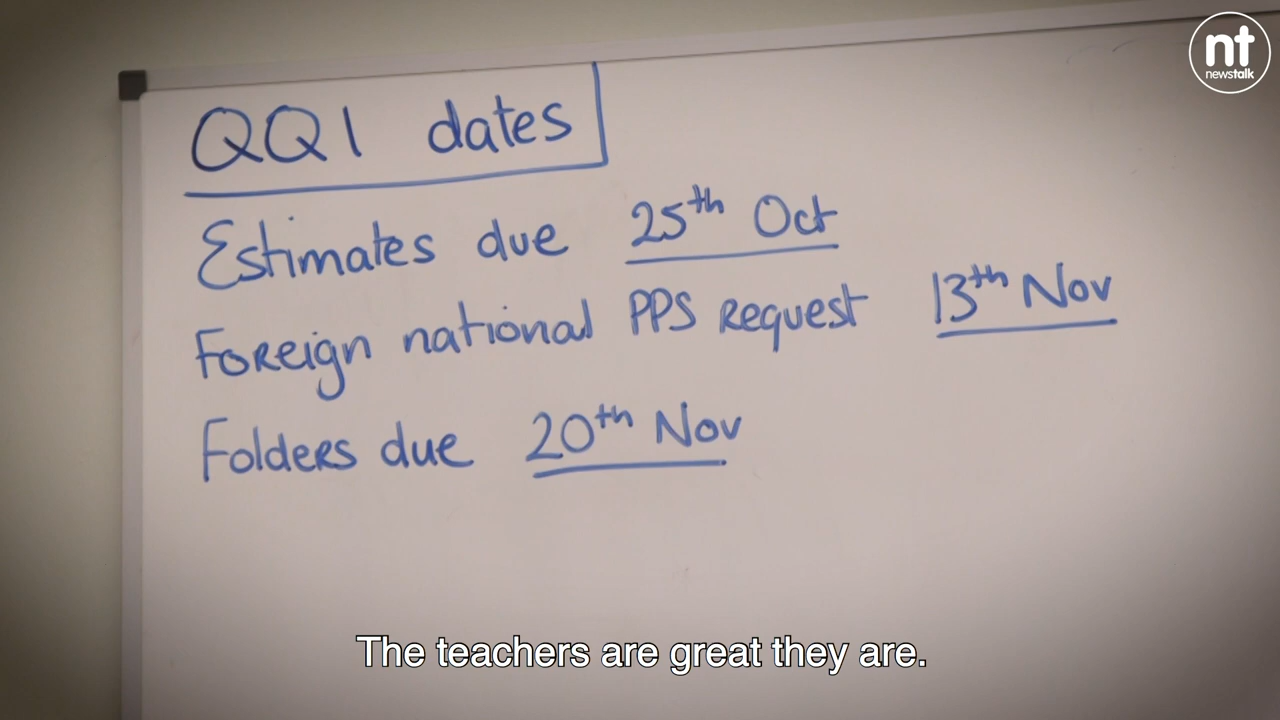 nt
newstalk
QQI dates
Estimates due 25th Oct
Foreign national PPS Request 13th Nov
Folders due 20th Nov
The teachers are great they are.